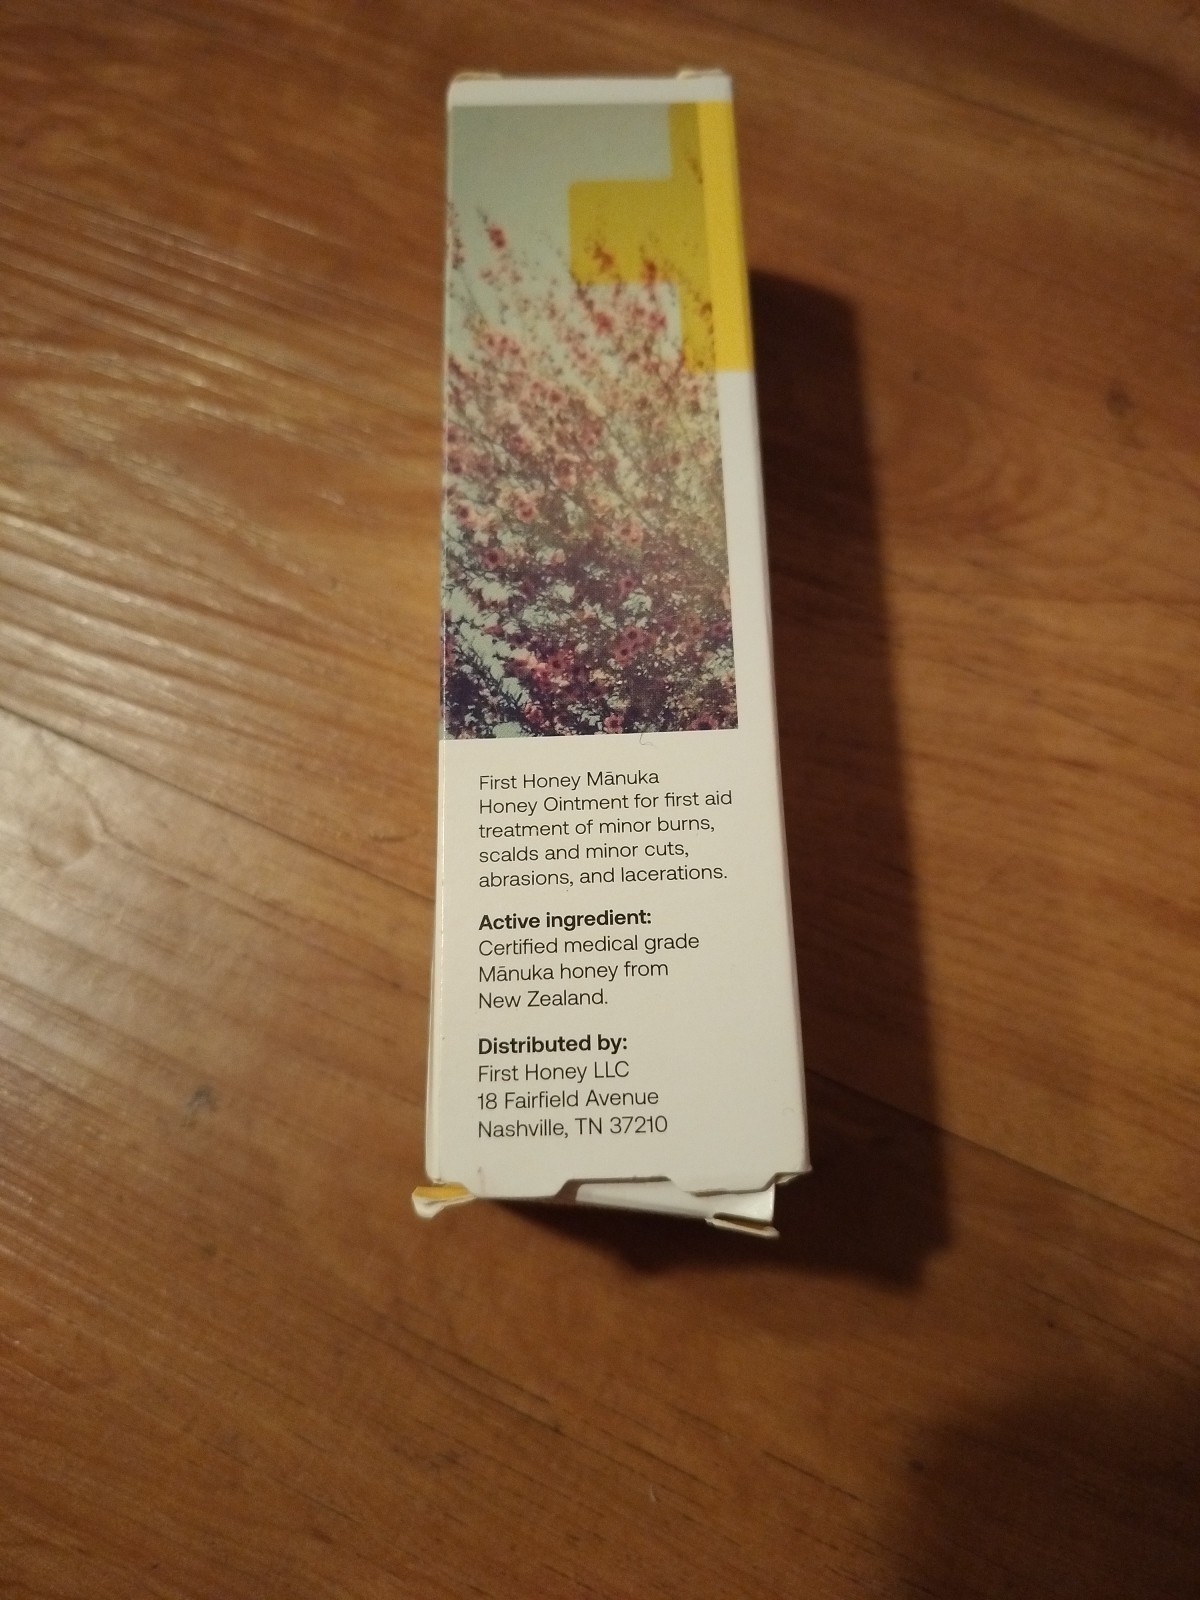 First Honey Mānuka
Honey Ointment for first aid
treatment of minor burns,
scalds and minor cuts,
abrasions, and lacerations.
Active ingredient:
Certified medical grade
Mānuka honey from
New Zealand.
Distributed by:
First Honey LLC
18 Fairfield Avenue
Nashville, TN 37210